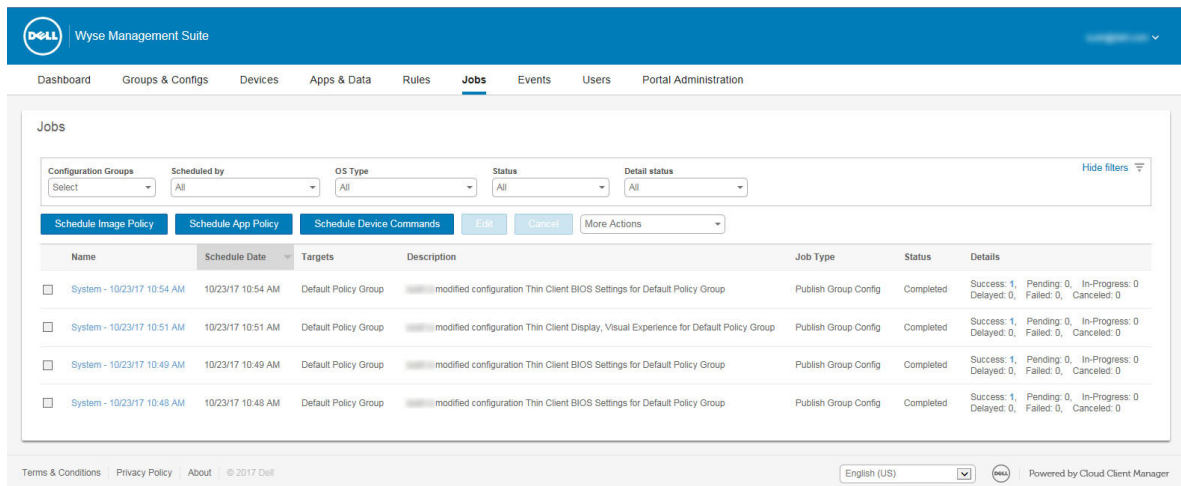 DELL Wyse Management Suite
Dashboard Groups & Configs Devices Apps & Data Rules Jobs Events Users Portal Administration
Jobs
Configuration Groups Scheduled by OS Type Status Detail status Hide filters
Select All All All All
Schedule Image Policy Schedule App Policy Schedule Device Commands Edit Cancel More Actions
Name Schedule Date Targets Description Job Type Status Details
System - 10/23/17 10:54 AM 10/23/17 10:54 AM Default Policy Group modified configuration Thin Client BIOS Settings for Default Policy Group Publish Group Config Completed Success: 1, Pending: 0, In-Progress: 0
Delayed: 0, Failed: 0, Canceled: 0
System - 10/23/17 10:51 AM 10/23/17 10:51 AM Default Policy Group modified configuration Thin Client Display, Visual Experience for Default Policy Group Publish Group Config Completed Success: 1, Pending: 0, In-Progress: 0
Delayed: 0, Failed: 0, Canceled: 0
System - 10/23/17 10:49 AM 10/23/17 10:49 AM Default Policy Group modified configuration Thin Client BIOS Settings for Default Policy Group Publish Group Config Completed Success: 1, Pending: 0, In-Progress: 0
Delayed: 0, Failed: 0, Canceled: 0
System - 10/23/17 10:48 AM 10/23/17 10:48 AM Default Policy Group modified configuration Thin Client BIOS Settings for Default Policy Group Publish Group Config Completed Success: 1, Pending: 0, In-Progress: 0
Delayed: 0, Failed: 0, Canceled: 0
Terms & Conditions Privacy Policy About © 2017 Dell English (US) DELL Powered by Cloud Client Manager